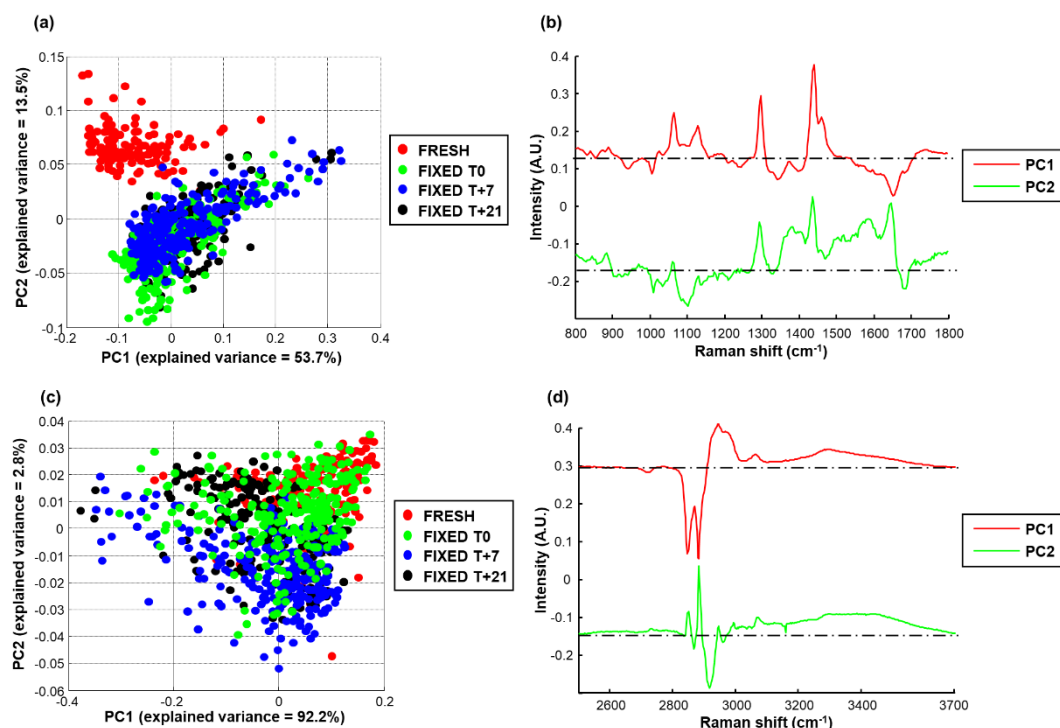 (a)
PC2 (explained variance = 13.5%)
0.15
0.1
0.05
0
-0.05
-0.1
-0.2
-0.1
0
0.1
0.2
0.3
0.4
PC1 (explained variance = 53.7%)
FRESH
FIXED T0
FIXED T+7
FIXED T+21
(b)
Intensity (A.U.)
0.4
0.3
0.2
0.1
0
-0.1
-0.2
-0.3
800
900
1000
1100
1200
1300
1400
1500
1600
1700
1800
Raman shift (cm-1)
PC1
PC2
(c)
PC2 (explained variance = 2.8%)
0.04
0.03
0.02
0.01
0
-0.01
-0.02
-0.03
-0.04
-0.05
-0.06
-0.4
-0.2
0
0.2
PC1 (explained variance = 92.2%)
FRESH
FIXED T0
FIXED T+7
FIXED T+21
(d)
Intensity (A.U.)
0.4
0.3
0.2
0.1
0
-0.1
-0.2
2800
3000
3300
3700
Raman shift (cm-1)
PC1
PC2